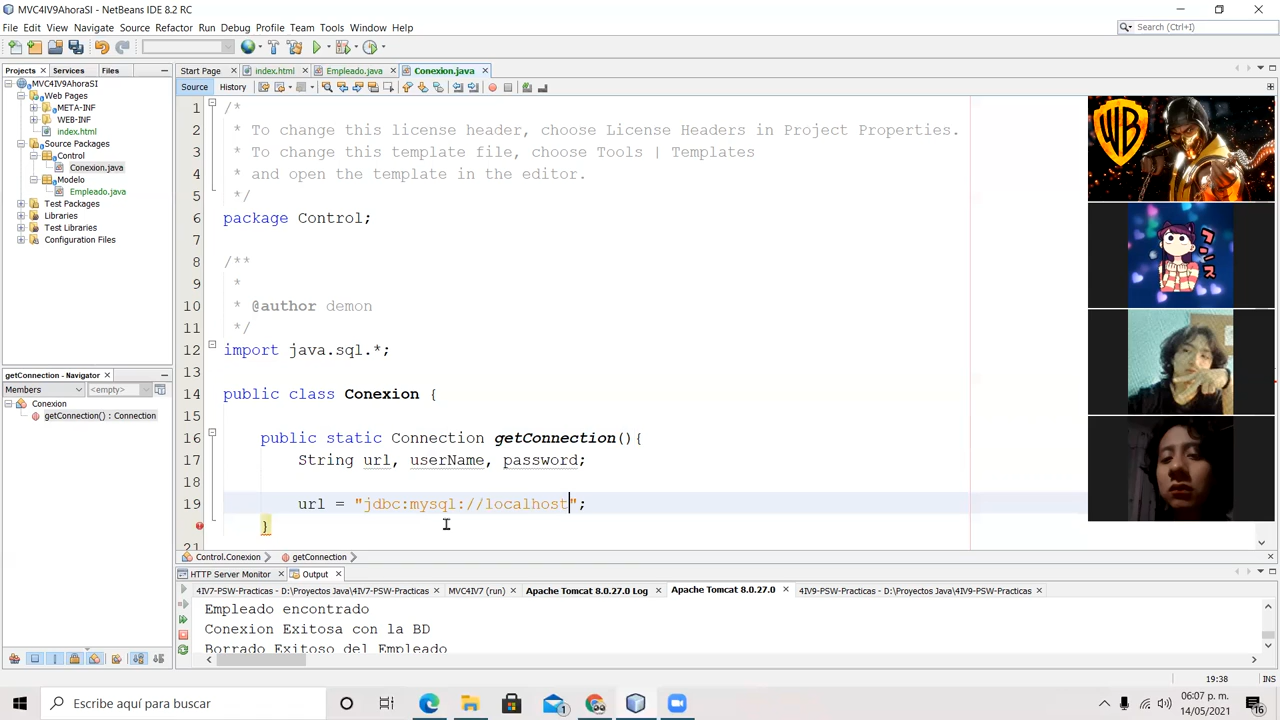 MVC4IV9AhoraSI - NetBeans IDE 8.2 RC
File Edit View Navigate Source Refactor Run Debug Profile Team Tools Window Help
Search (Ctrl+I)
Projects
Services
Files
Start Page
index.html
Empleado.java
Conexion.java
Source
History
MVC4IV9AhoraSI
Web Pages
META-INF
WEB-INF
index.html
Source Packages
Control
Conexion.java
Modelo
Empleado.java
Test Packages
Libraries
Test Libraries
Configuration Files
getConnection - Navigator
Members
<empty>
Conexion
getConnection() : Connection
1 /*
2 * To change this license header, choose License Headers in Project Properties.
3 * To change this template file, choose Tools | Templates
4 * and open the template in the editor.
5 */
6 package Control;
7
8 /**
9 *
10 * @author demon
11 */
12 import java.sql.*;
13
14 public class Conexion {
15
16 public static Connection getConnection(){
17 String url, userName, password;
18
19 url = "jdbc:mysql://localhost";
}
21
WB
コンス
Control.Conexion
getConnection
HTTP Server Monitor
Output
4IV7-PSW-Practicas - D:\Proyectos Java\4IV7-PSW-Practicas
MVC4IV7 (run)
Apache Tomcat 8.0.27.0 Log
Apache Tomcat 8.0.27.0
4IV9-PSW-Practicas - D:\Proyectos Java\4IV9-PSW-Practicas
Empleado encontrado
Conexion Exitosa con la BD
Borrado Exitoso del Empleado
19:38
INS
Escribe aquí para buscar
1
06:07 p. m.
14/05/2021
16